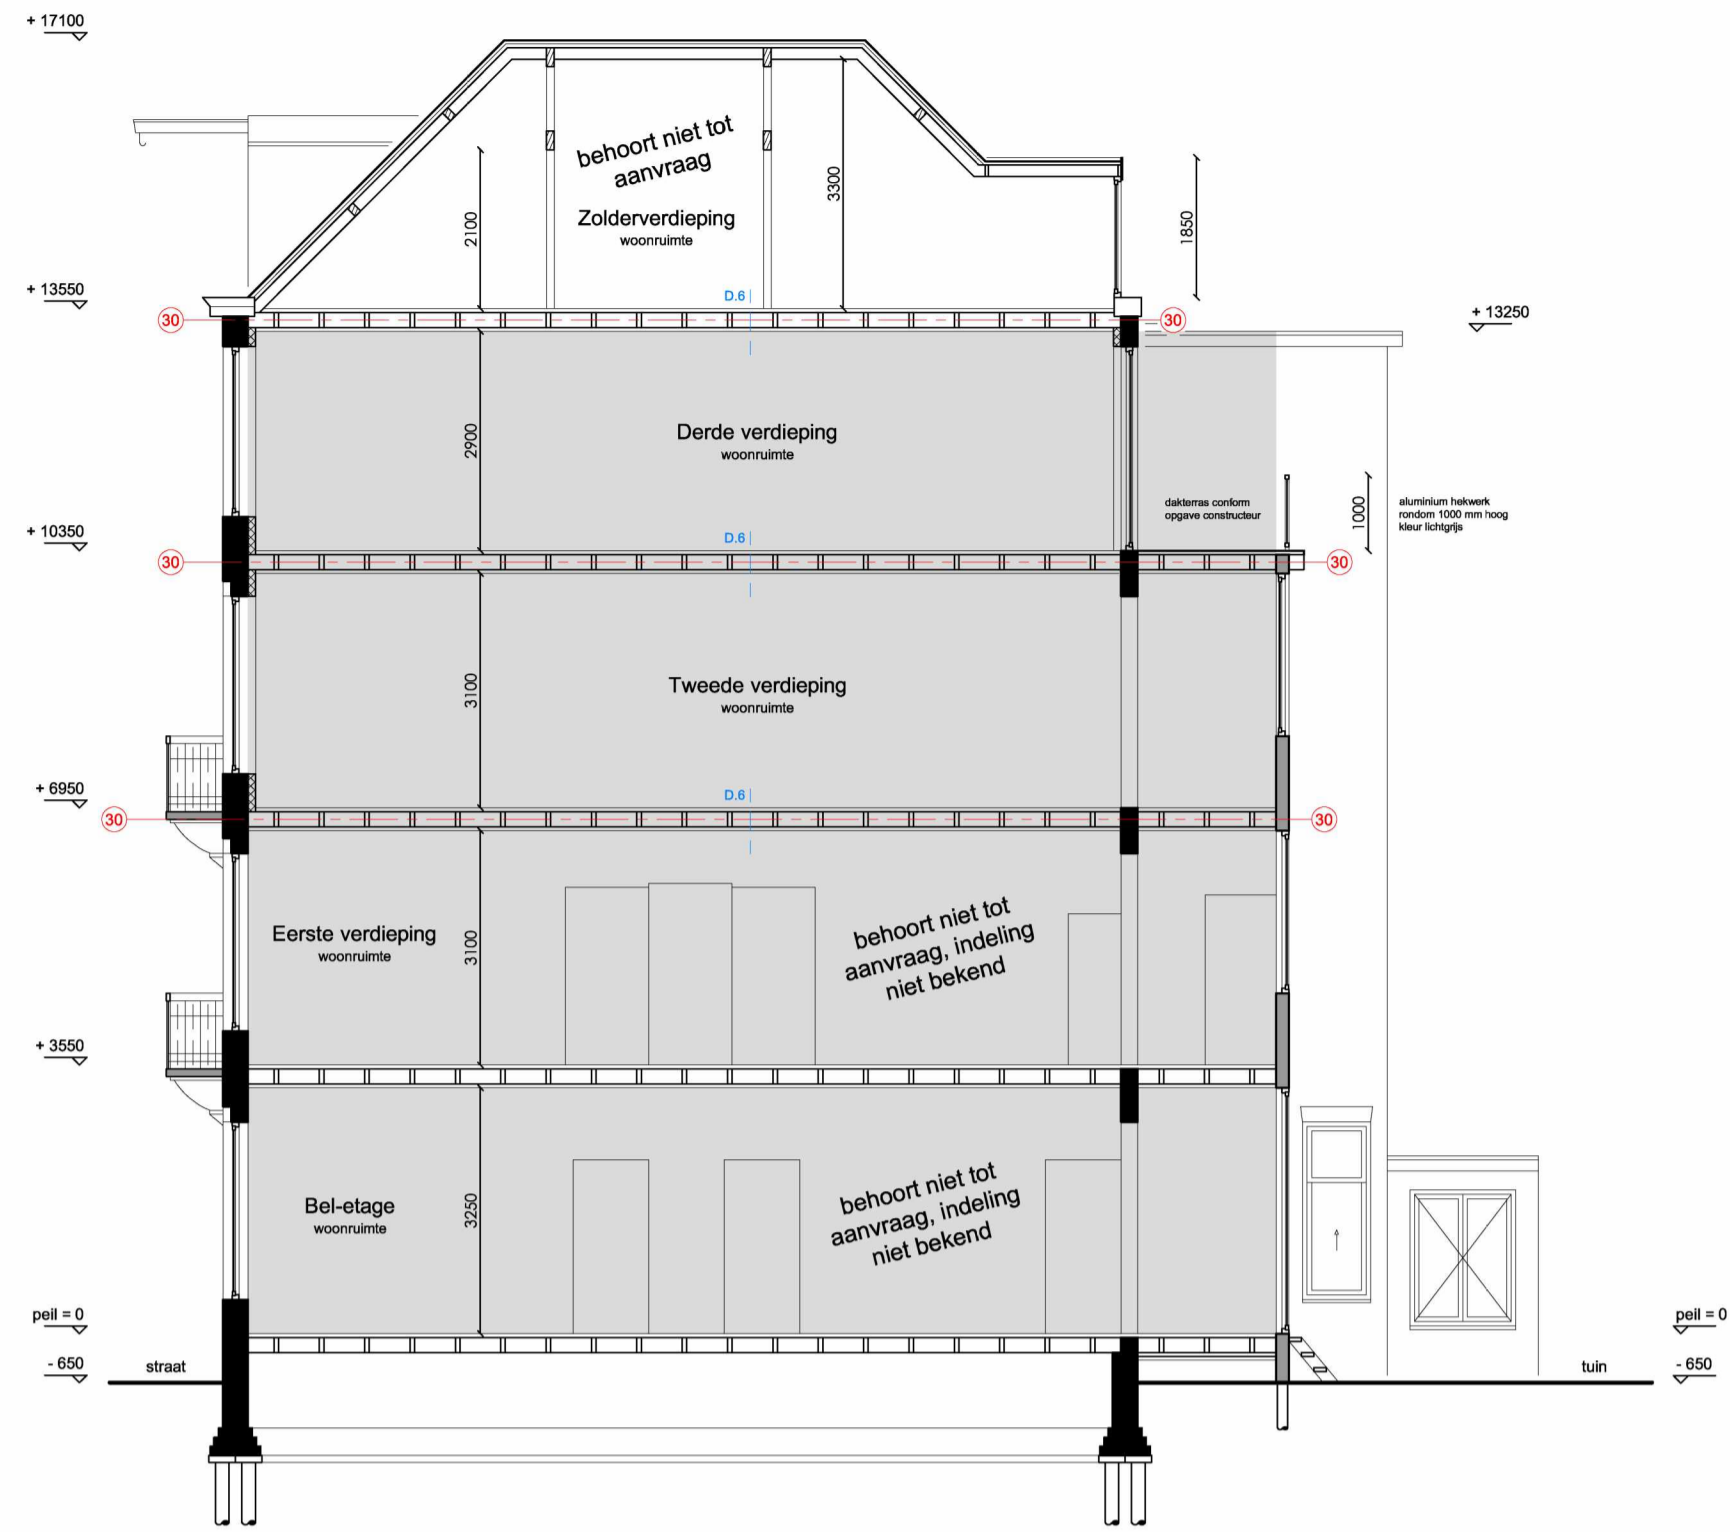 + 17100
behoort niet tot
aanvraag
Zolderverdieping
woonruimte
2100
3300
1850
D.6
+ 13550
30
30
+ 13250
Derde verdieping
woonruimte
2900
dakterras conform
opgave constructeur
1000
aluminium hekwerk
rondom 1000 mm hoog
kleur lichtgrijs
+ 10350
D.6
30
30
Tweede verdieping
woonruimte
3100
+ 6950
D.6
30
30
Eerste verdieping
woonruimte
3100
behoort niet tot
aanvraag, indeling
niet bekend
+ 3550
Bel-etage
woonruimte
3250
behoort niet tot
aanvraag, indeling
niet bekend
peil = 0
peil = 0
- 650
straat
tuin
- 650